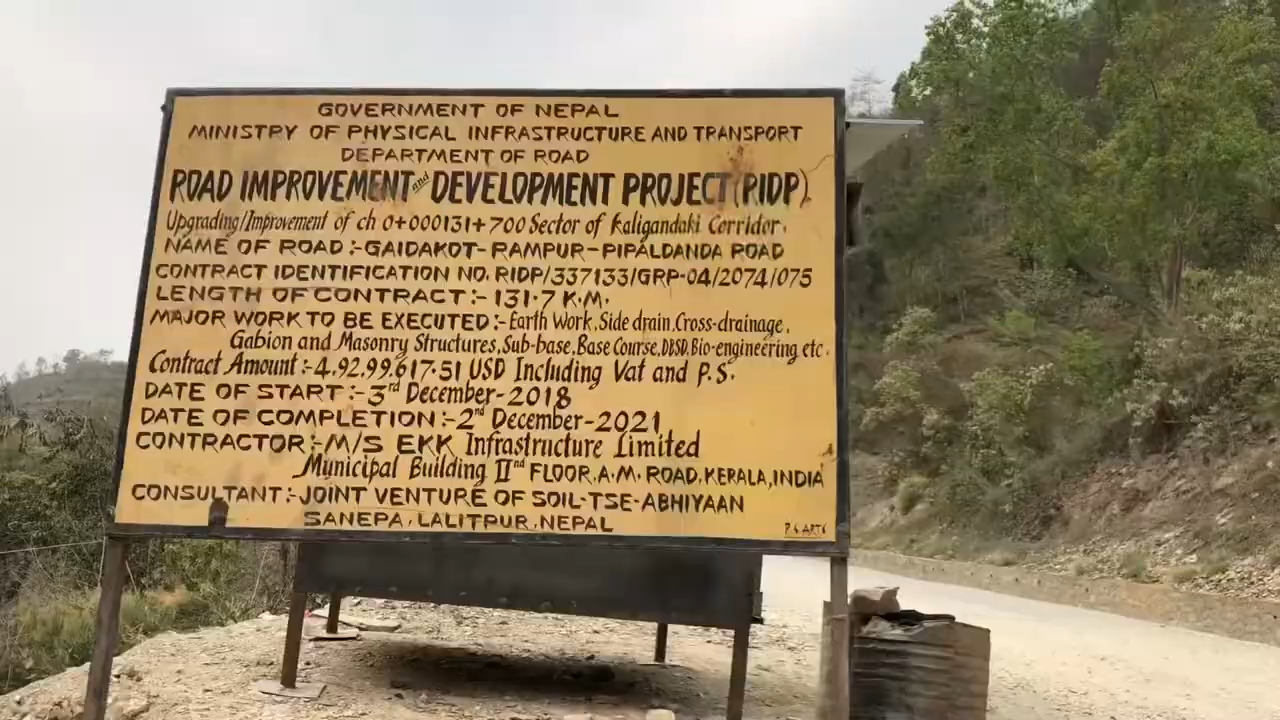 GOVERNMENT OF NEPAL
MINISTRY OF PHYSICAL INFRASTRUCTURE AND TRANSPORT
DEPARTMENT OF ROAD
ROAD IMPROVEMENT and DEVELOPMENT PROJECT (RIDP)
Upgrading/Improvement of ch 0+000131+700 Sector of Kaligandaki Corridor.
NAME OF ROAD :- GAIDAKOT- RAMPUR-PIPALDANDA ROAD
CONTRACT IDENTIFICATION NO. RIDP/337133/GRP-04/2074/075
LENGTH OF CONTRACT :- 131.7 K.M.
MAJOR WORK TO BE EXECUTED :- Earth Work, Side drain, Cross-drainage,
Gabion and Masonry Structures, Sub-base, Base Course, DBSD, Bio-engineering etc.
Contract Amount :- 4,92,99,617.51 USD Including Vat and P.S.
DATE OF START :- 3rd December-2018
DATE OF COMPLETION :- 2nd December-2021
CONTRACTOR :- M/S EKK Infastructure Limited
Municipal Building IInd FLOOR, A.M. ROAD, KERALA, INDIA
CONSULTANT :- JOINT VENTURE OF SOIL-TSE-ABHIYAAN
SANEPA, LALITPUR, NEPAL